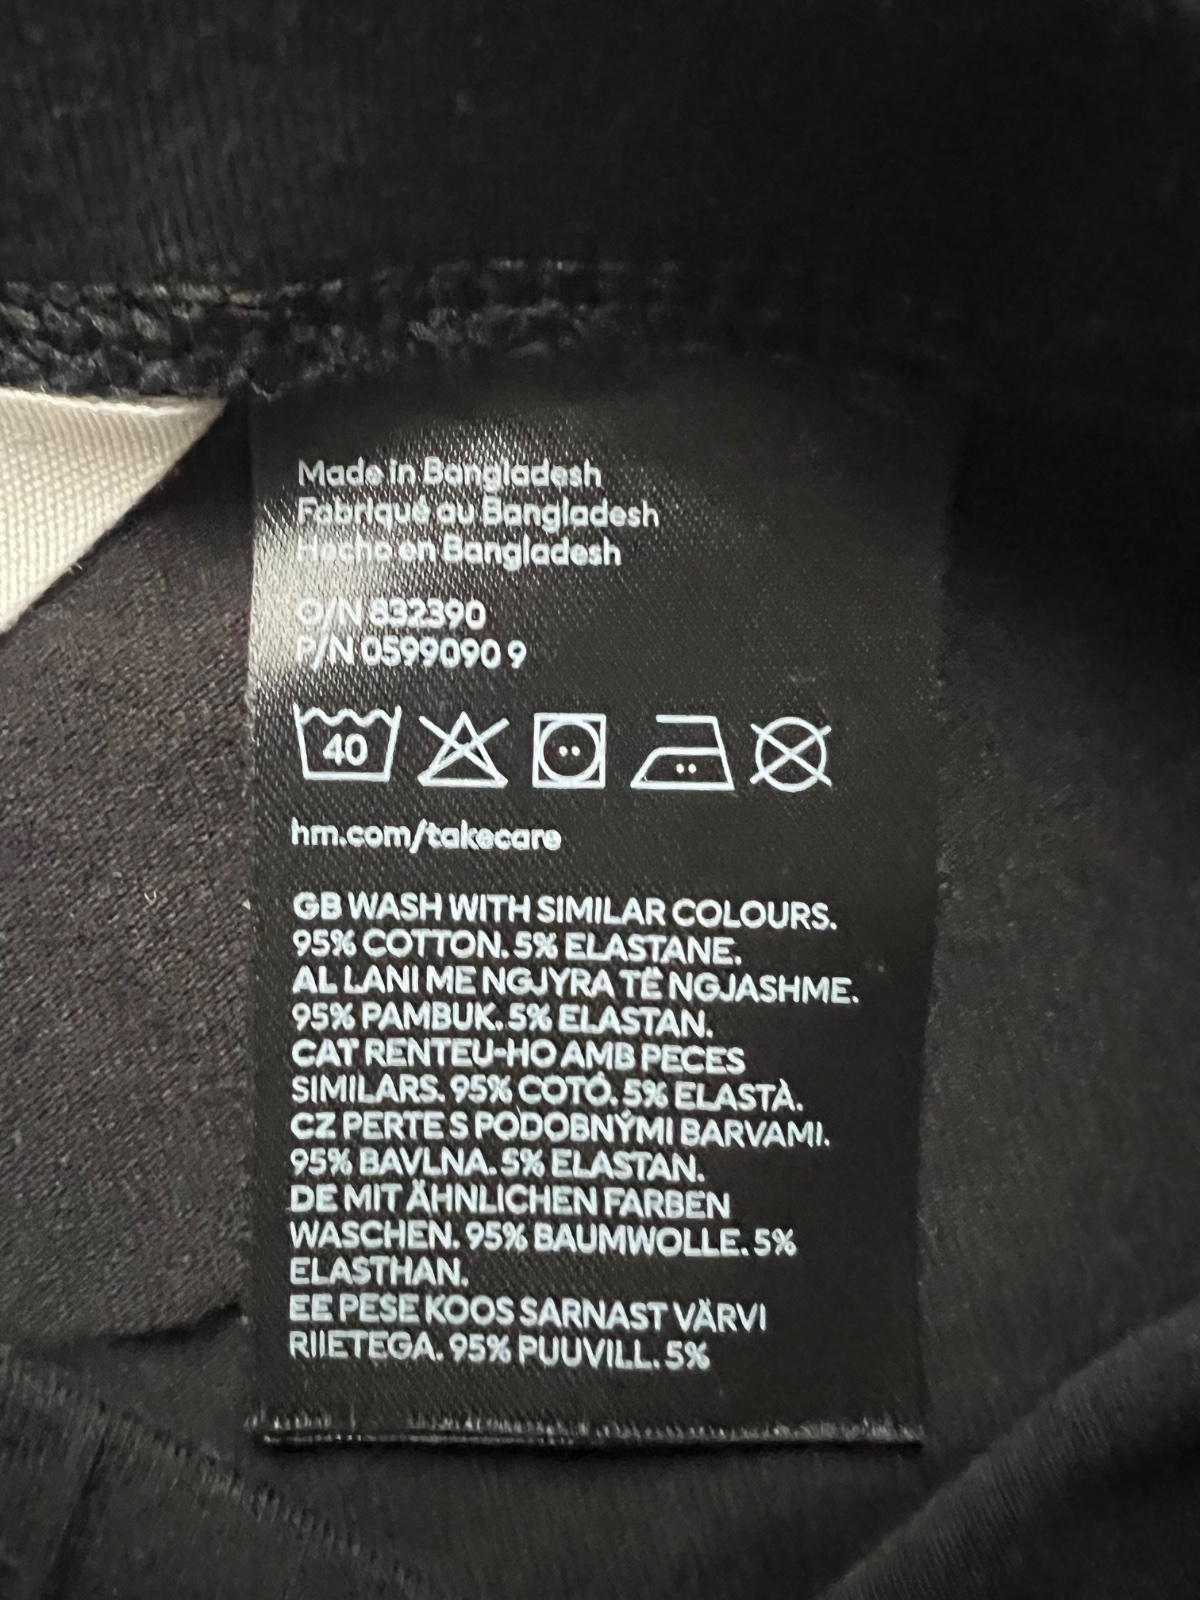 Made in Bangladesh
Fabriqué au Bangladesh
Hecho en Bangladesh
O/N 832390
P/N 0599090 9
40
hm.com/takecare
GB WASH WITH SIMILAR COLOURS.
95% COTTON. 5% ELASTANE.
AL LANI ME NGJYRA TË NGJASHME.
95% PAMBUK. 5% ELASTAN.
CAT RENTEU-HO AMB PECES
SIMILARS. 95% COTÓ. 5% ELASTÀ.
CZ PERTE S PODOBNÝMI BARVAMI.
95% BAVLNA. 5% ELASTAN.
DE MIT ÄHNLICHEN FARBEN
WASCHEN. 95% BAUMWOLLE. 5%
ELASTHAN.
EE PESE KOOS SARNAST VÄRVI
RIIETEGA. 95% PUUVILL. 5%